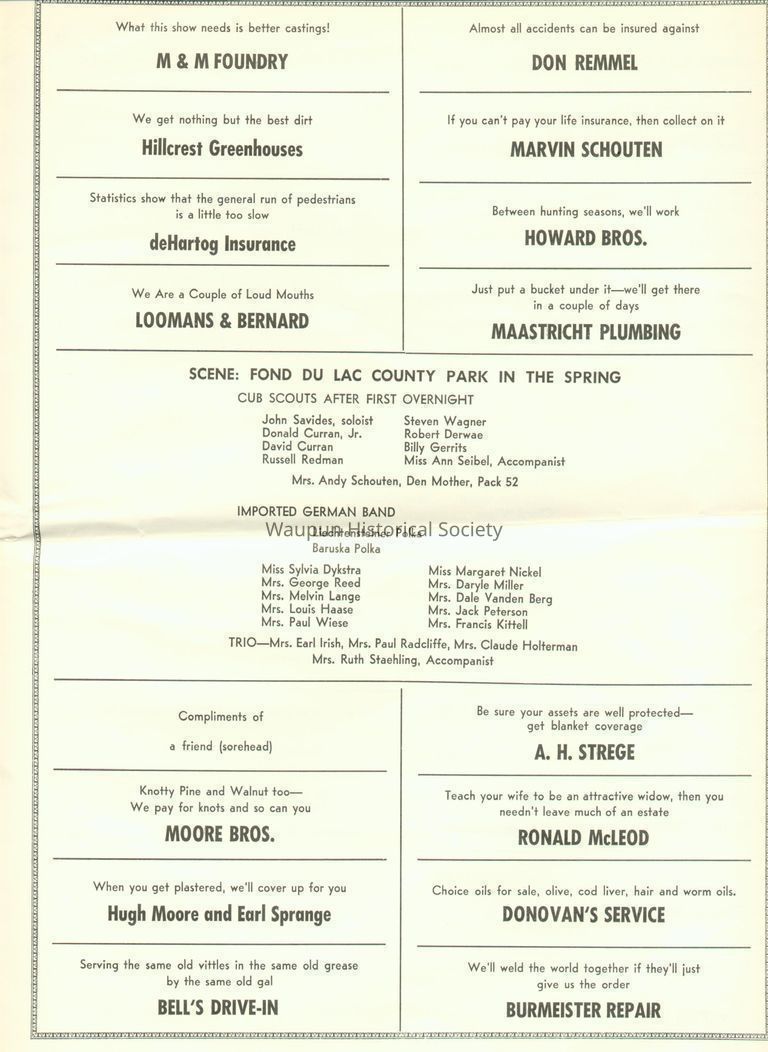 What this show needs is better castings!
M & M FOUNDRY
We get nothing but the best dirt
Hillcrest Greenhouses
Statistics show that the general run of pedestrians
is a little too slow
deHartog Insurance
We Are a Couple of Loud Mouths
LOOMANS & BERNARD
Almost all accidents can be insured against
DON REMMEL
If you can't pay your life insurance, then collect on it
MARVIN SCHOUTEN
Between hunting seasons, we'll work
HOWARD BROS.
Just put a bucket under it—we'll get there
in a couple of days
MAASTRICHT PLUMBING
SCENE: FOND DU LAC COUNTY PARK IN THE SPRING
CUB SCOUTS AFTER FIRST OVERNIGHT
John Savides, soloist
Donald Curran, Jr.
David Curran
Russell Redman
Steven Wagner
Robert Derwae
Billy Gerrits
Miss Ann Seibel, Accompanist
Mrs. Andy Schouten, Den Mother, Pack 52
IMPORTED GERMAN BAND
Waupun Historical Society
Liechtensteiner Polka
Baruska Polka
Miss Sylvia Dykstra
Mrs. George Reed
Mrs. Melvin Lange
Mrs. Louis Haase
Mrs. Paul Wiese
Miss Margaret Nickel
Mrs. Daryle Miller
Mrs. Dale Vanden Berg
Mrs. Jack Peterson
Mrs. Francis Kittell
TRIO—Mrs. Earl Irish, Mrs. Paul Radcliffe, Mrs. Claude Holterman
Mrs. Ruth Staehling, Accompanist
Compliments of
a friend (sorehead)
Knotty Pine and Walnut too—
We pay for knots and so can you
MOORE BROS.
When you get plastered, we'll cover up for you
Hugh Moore and Earl Sprange
Serving the same old vittles in the same old grease
by the same old gal
BELL'S DRIVE-IN
Be sure your assets are well protected—
get blanket coverage
A. H. STREGE
Teach your wife to be an attractive widow, then you
needn't leave much of an estate
RONALD McLEOD
Choice oils for sale, olive, cod liver, hair and worm oils.
DONOVAN'S SERVICE
We'll weld the world together if they'll just
give us the order
BURMEISTER REPAIR